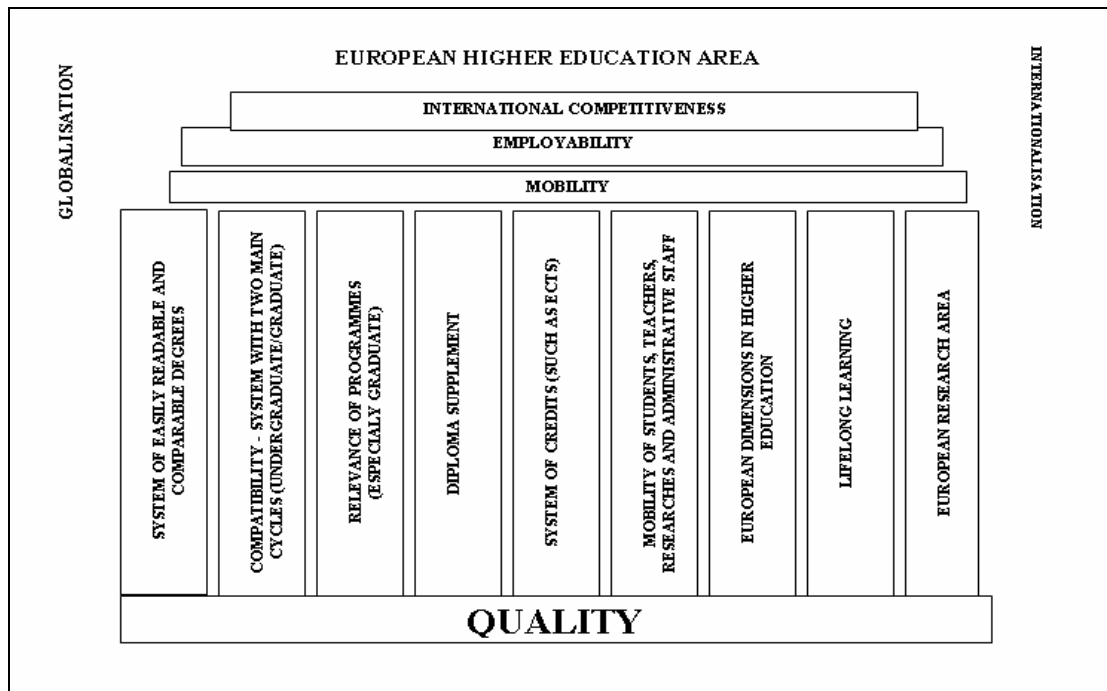 EUROPEAN HIGHER EDUCATION AREA
GLOBALISATION
INTERNATIONALISATION
INTERNATIONAL COMPETITIVENESS
EMPLOYABILITY
MOBILITY
SYSTEM OF EASILY READABLE AND
COMPARABLE DEGREES
COMPATIBILITY - SYSTEM WITH TWO MAIN
CYCLES (UNDERGRADUATE/GRADUATE)
RELEVANCE OF PROGRAMMES
(ESPECIALY GRADUATE)
DIPLOMA SUPPLEMENT
SYSTEM OF CREDITS (SUCH AS ECTS)
MOBILITY OF STUDENTS, TEACHERS,
RESEARCHES AND ADMINISTRATIVE STAFF
EUROPEAN DIMENSIONS IN HIGHER
EDUCATION
LIFELONG LEARNING
EUROPEAN RESEARCH AREA
QUALITY